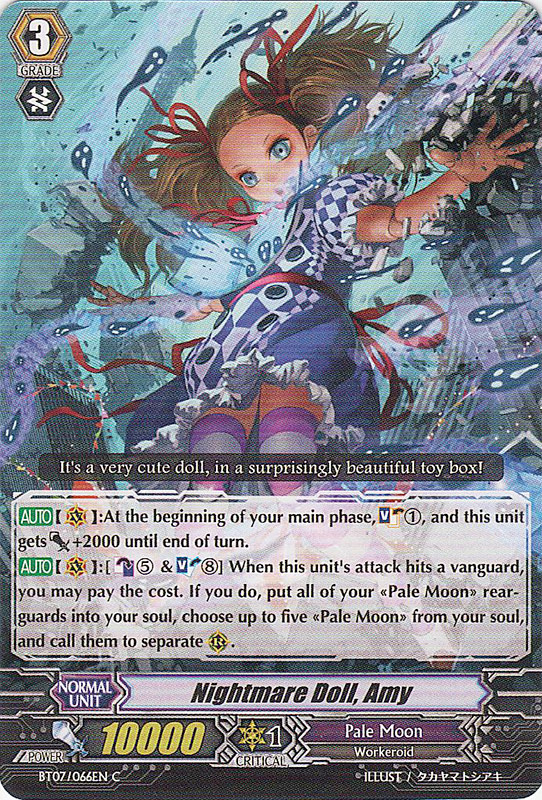 3
GRADE
It's a very cute doll, in a surprisingly beautiful toy box!
AUTO [ V ]:At the beginning of your main phase, V ①, and this unit
gets +2000 until end of turn.
AUTO [ V ]:[ ⑤ & V ⑧] When this unit's attack hits a vanguard,
you may pay the cost. If you do, put all of your «Pale Moon» rear-
guards into your soul, choose up to five «Pale Moon» from your soul,
and call them to separate R .
NORMAL
UNIT
Nightmare Doll, Amy
POWER 10000
1
CRITICAL
Pale Moon
Workeroid
BT07/066EN C
ILLUST / タカヤマトシアキ